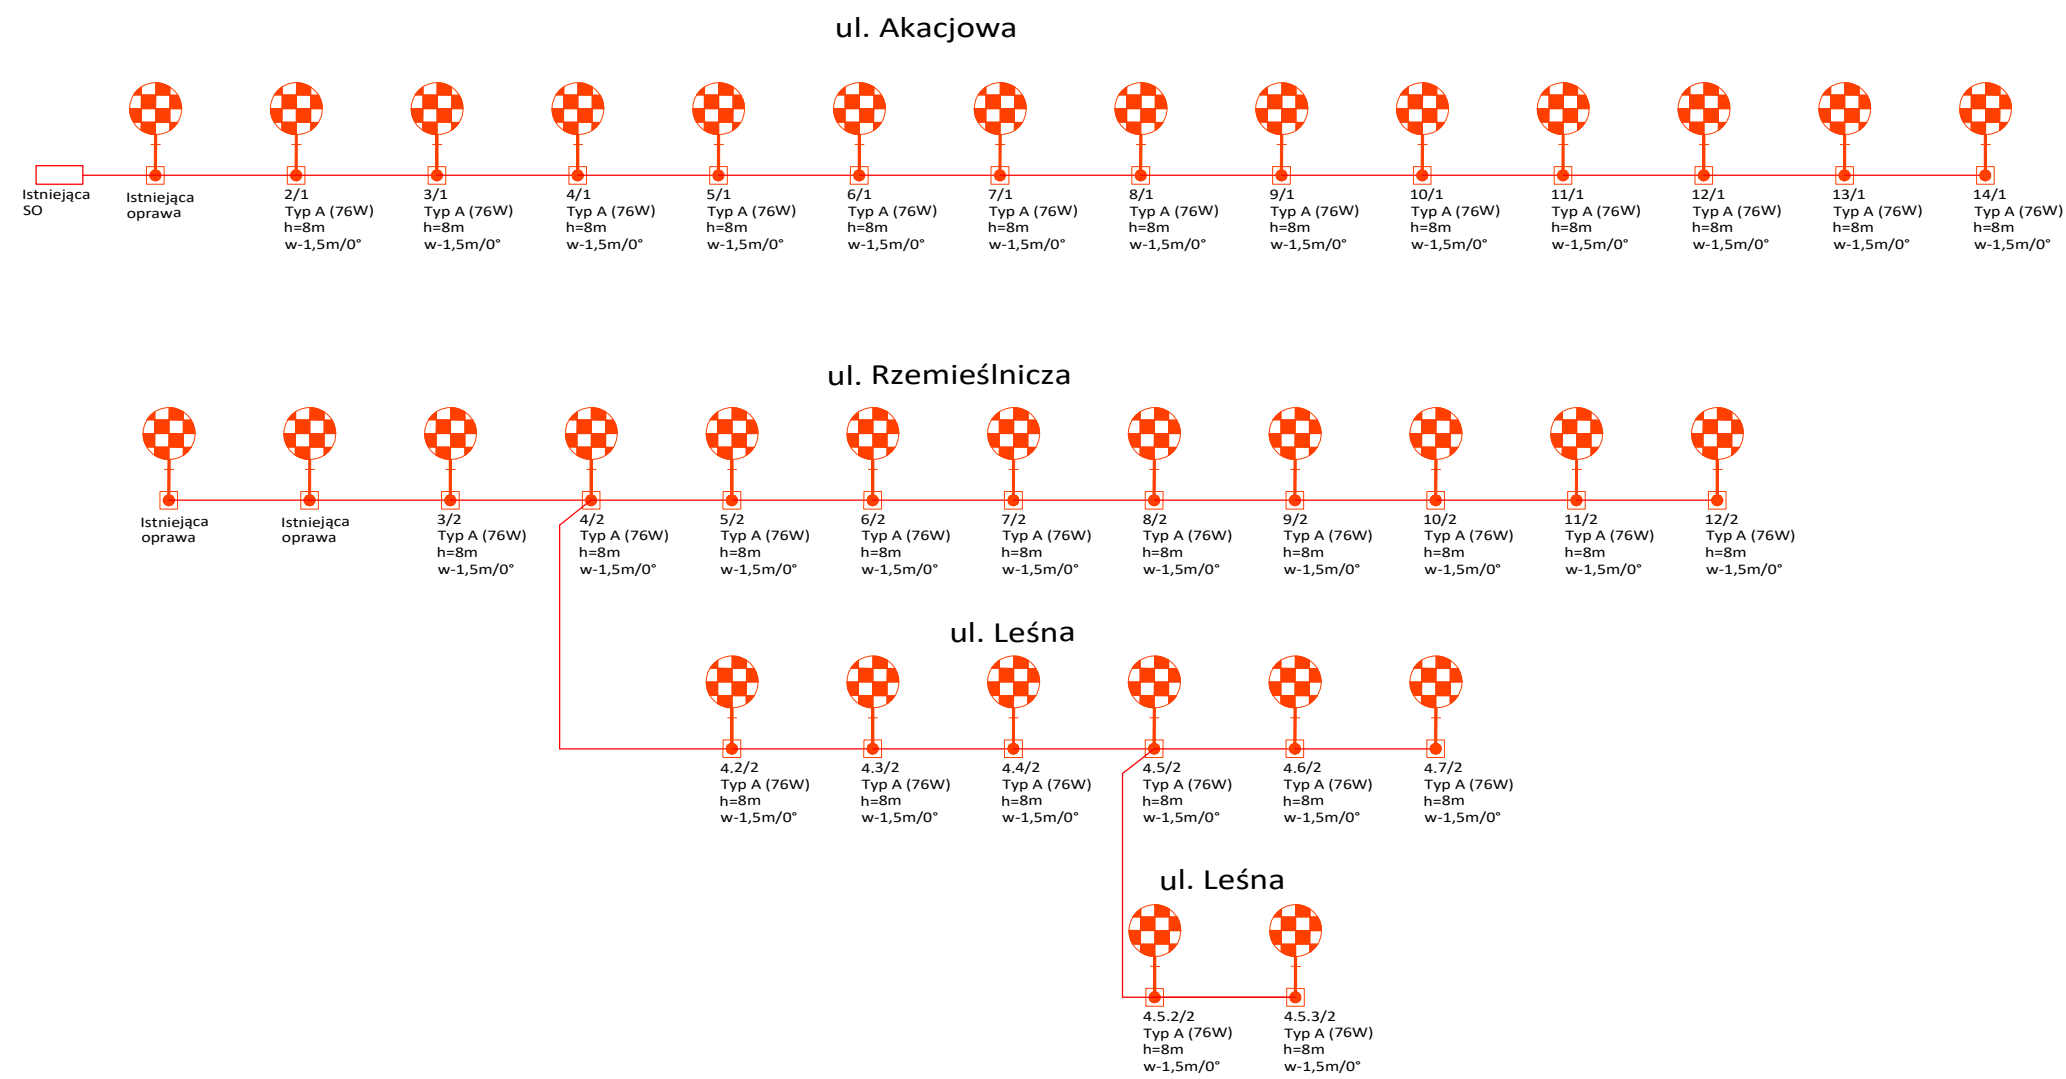 ul. Akacjowa
Istniejąca
SO
Istniejąca
oprawa
2/1
Typ A (76W)
h=8m
w-1,5m/0°
3/1
Typ A (76W)
h=8m
w-1,5m/0°
4/1
Typ A (76W)
h=8m
w-1,5m/0°
5/1
Typ A (76W)
h=8m
w-1,5m/0°
6/1
Typ A (76W)
h=8m
w-1,5m/0°
7/1
Typ A (76W)
h=8m
w-1,5m/0°
8/1
Typ A (76W)
h=8m
w-1,5m/0°
9/1
Typ A (76W)
h=8m
w-1,5m/0°
10/1
Typ A (76W)
h=8m
w-1,5m/0°
11/1
Typ A (76W)
h=8m
w-1,5m/0°
12/1
Typ A (76W)
h=8m
w-1,5m/0°
13/1
Typ A (76W)
h=8m
w-1,5m/0°
14/1
Typ A (76W)
h=8m
w-1,5m/0°
ul. Rzemieślnicza
Istniejąca
oprawa
Istniejąca
oprawa
3/2
Typ A (76W)
h=8m
w-1,5m/0°
4/2
Typ A (76W)
h=8m
w-1,5m/0°
5/2
Typ A (76W)
h=8m
w-1,5m/0°
6/2
Typ A (76W)
h=8m
w-1,5m/0°
7/2
Typ A (76W)
h=8m
w-1,5m/0°
8/2
Typ A (76W)
h=8m
w-1,5m/0°
9/2
Typ A (76W)
h=8m
w-1,5m/0°
10/2
Typ A (76W)
h=8m
w-1,5m/0°
11/2
Typ A (76W)
h=8m
w-1,5m/0°
12/2
Typ A (76W)
h=8m
w-1,5m/0°
ul. Leśna
4.2/2
Typ A (76W)
h=8m
w-1,5m/0°
4.3/2
Typ A (76W)
h=8m
w-1,5m/0°
4.4/2
Typ A (76W)
h=8m
w-1,5m/0°
4.5/2
Typ A (76W)
h=8m
w-1,5m/0°
4.6/2
Typ A (76W)
h=8m
w-1,5m/0°
4.7/2
Typ A (76W)
h=8m
w-1,5m/0°
ul. Leśna
4.5.2/2
Typ A (76W)
h=8m
w-1,5m/0°
4.5.3/2
Typ A (76W)
h=8m
w-1,5m/0°